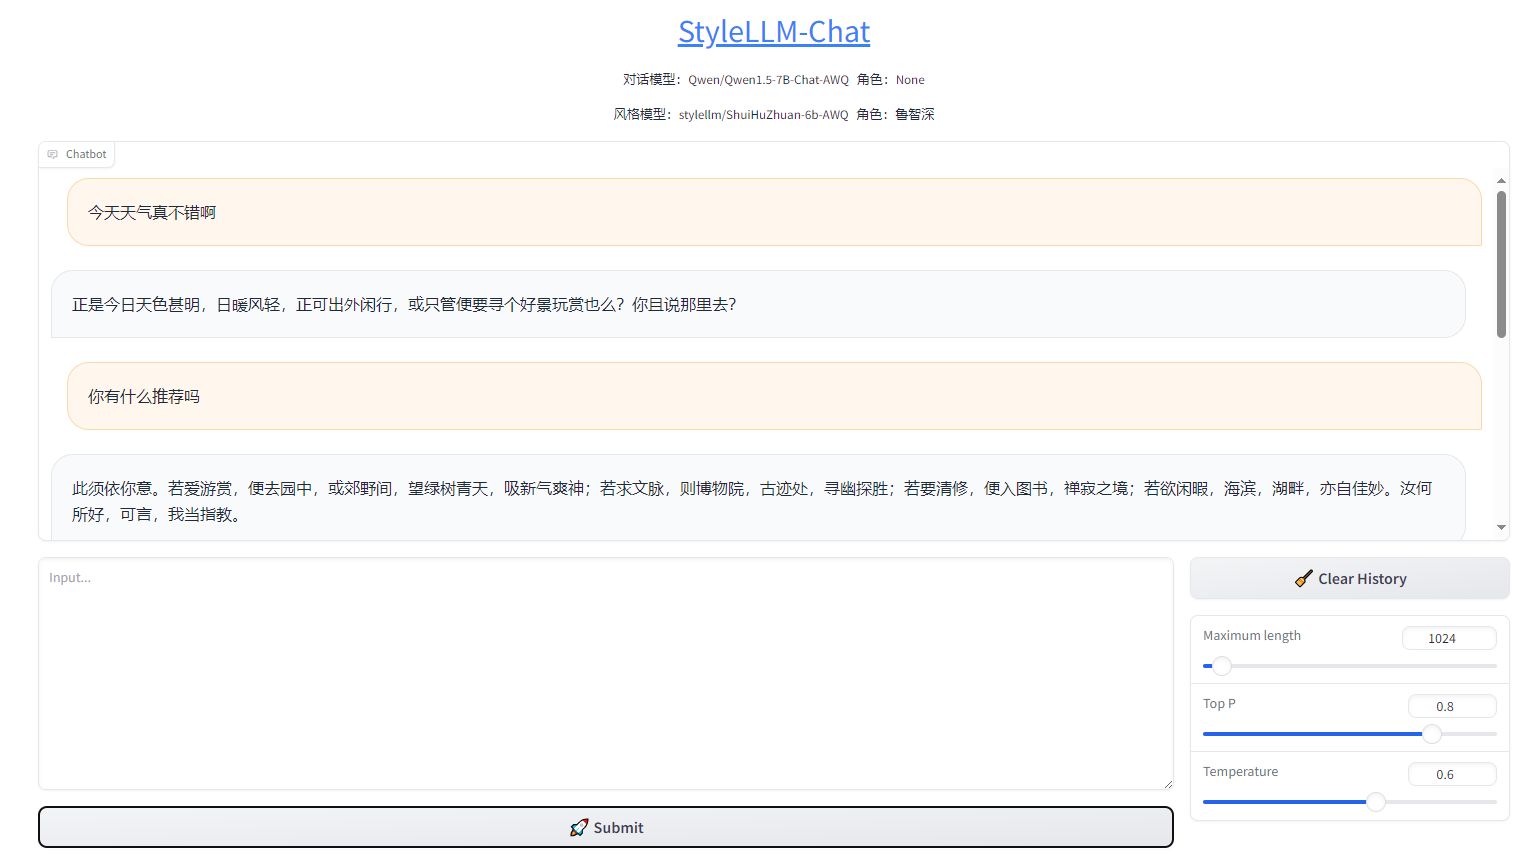 StyleLLM-Chat
对话模型：Qwen/Qwen1.5-7B-Chat-AWQ 角色：None
风格模型：stylellm/ShuiHuZhuan-6b-AWQ 角色：鲁智深
Chatbot
今天天气真不错啊
正是今日天色甚明，日暖风轻，正可出外闲行，或只管便要寻个好景玩赏也么？你且说那里去？
你有什么推荐吗
此须依你意。若爱游赏，便去园中，或郊野间，望绿树青天，吸新气爽神；若求文脉，则博物院，古迹处，寻幽探胜；若要清修，便入图书，禅寂之境；若欲闲暇，海滨，湖畔，亦自佳妙。汝何
所好，可言，我当指教。
Input...
Clear History
Maximum length 1024
Top P 0.8
Temperature 0.6
Submit